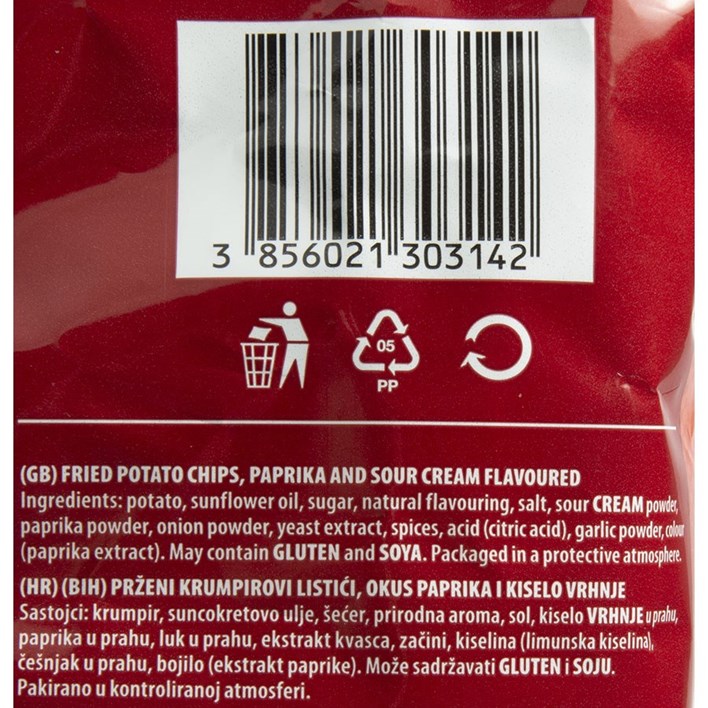 3 856021 303142
05
PP
(GB) FRIED POTATO CHIPS, PAPRIKA AND SOUR CREAM FLAVOURED
Ingredients: potato, sunflower oil, sugar, natural flavouring, salt, sour CREAM powder,
paprika powder, onion powder, yeast extract, spices, acid (citric acid), garlic powder, colour
(paprika extract). May contain GLUTEN and SOYA. Packaged in a protective atmosphere.
(HR) (BIH) PRŽENI KRUMPIROVI LISTIĆI, OKUS PAPRIKA I KISELO VRHNJE
Sastojci: krumpir, suncokretovo ulje, šećer, prirodna aroma, sol, kiselo VRHNJE u prahu,
paprika u prahu, luk u prahu, ekstrakt kvasca, začini, kiselina (limunska kiselina),
češnjak u prahu, bojilo (ekstrakt paprike). Može sadržavati GLUTEN i SOJU.
Pakirano u kontroliranoj atmosferi.